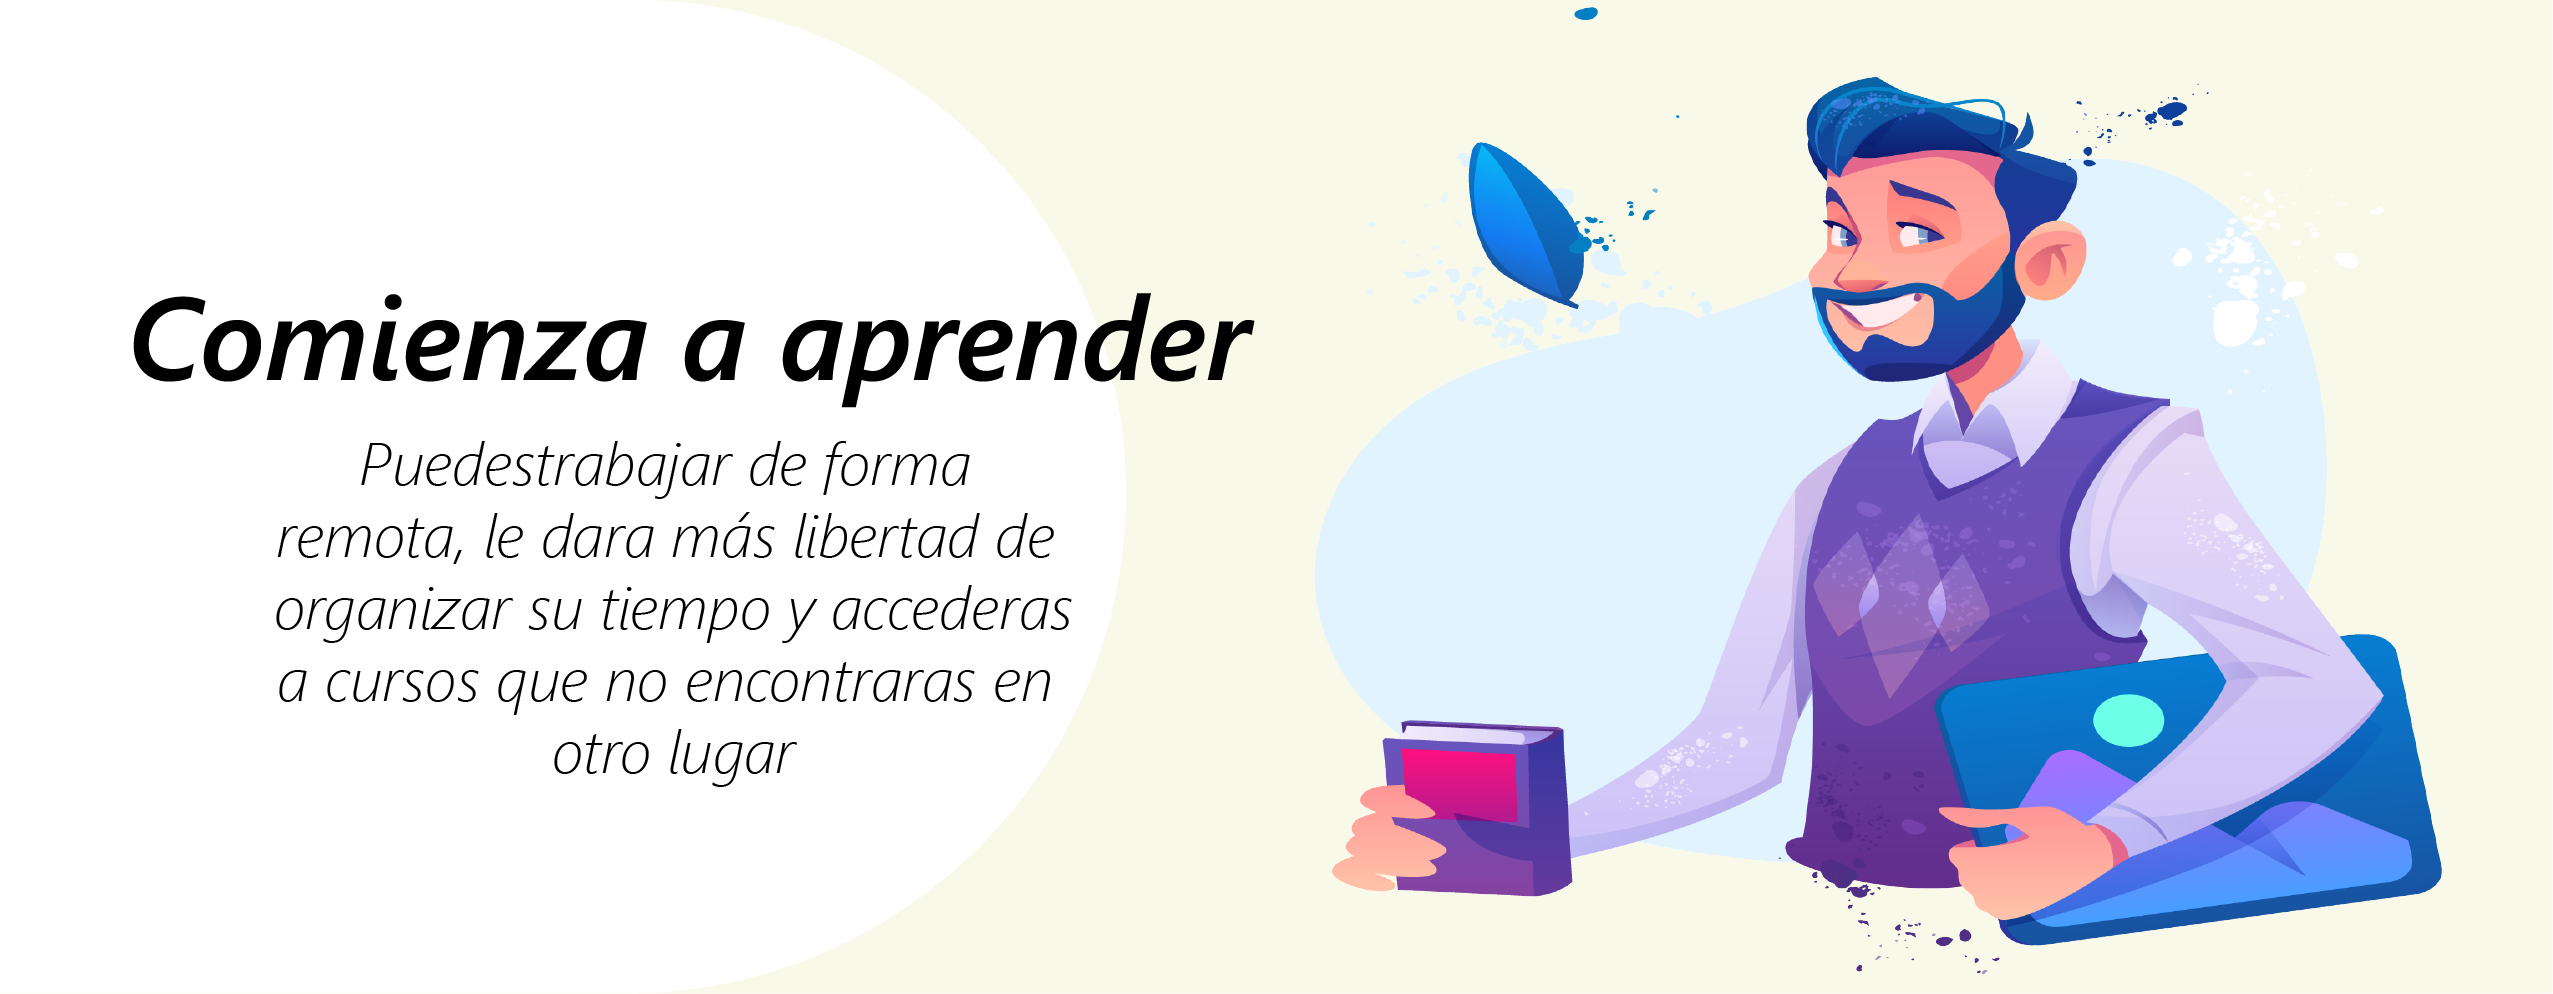 Comienza a aprender
Puedestrabajar de forma
remota, le dara más libertad de
organizar su tiempo y accederas
a cursos que no encontraras en
otro lugar